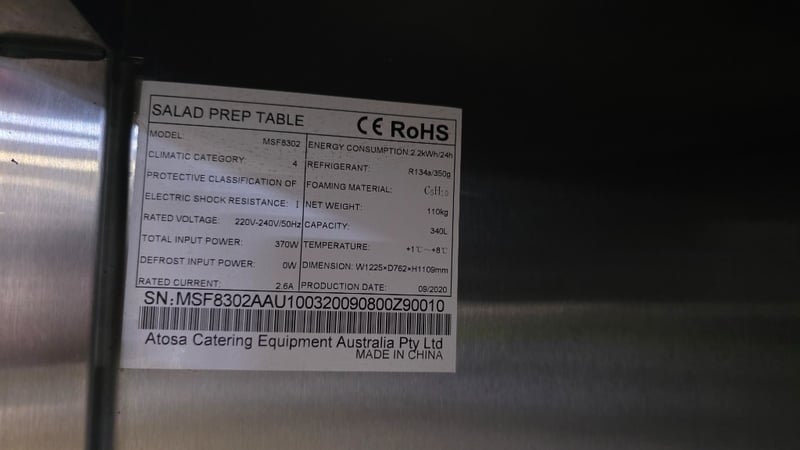 SALAD PREP TABLE CE RoHS
MODEL: MSF8302
CLIMATIC CATEGORY: 4
PROTECTIVE CLASSIFICATION OF
ELECTRIC SHOCK RESISTANCE: I
RATED VOLTAGE: 220V-240V/50Hz
TOTAL INPUT POWER: 370W
DEFROST INPUT POWER: 0W
RATED CURRENT: 2.6A
ENERGY CONSUMPTION:2.2kWh/24h
REFRIGERANT: R134a/350g
FOAMING MATERIAL: C5H10
NET WEIGHT: 110kg
CAPACITY: 340L
TEMPERATURE: +1℃~+8℃
DIMENSION: W1225×D762×H1109mm
PRODUCTION DATE: 09/2020
SN:MSF8302AAU100320090800Z90010
Atosa Catering Equipment Australia Pty Ltd
MADE IN CHINA